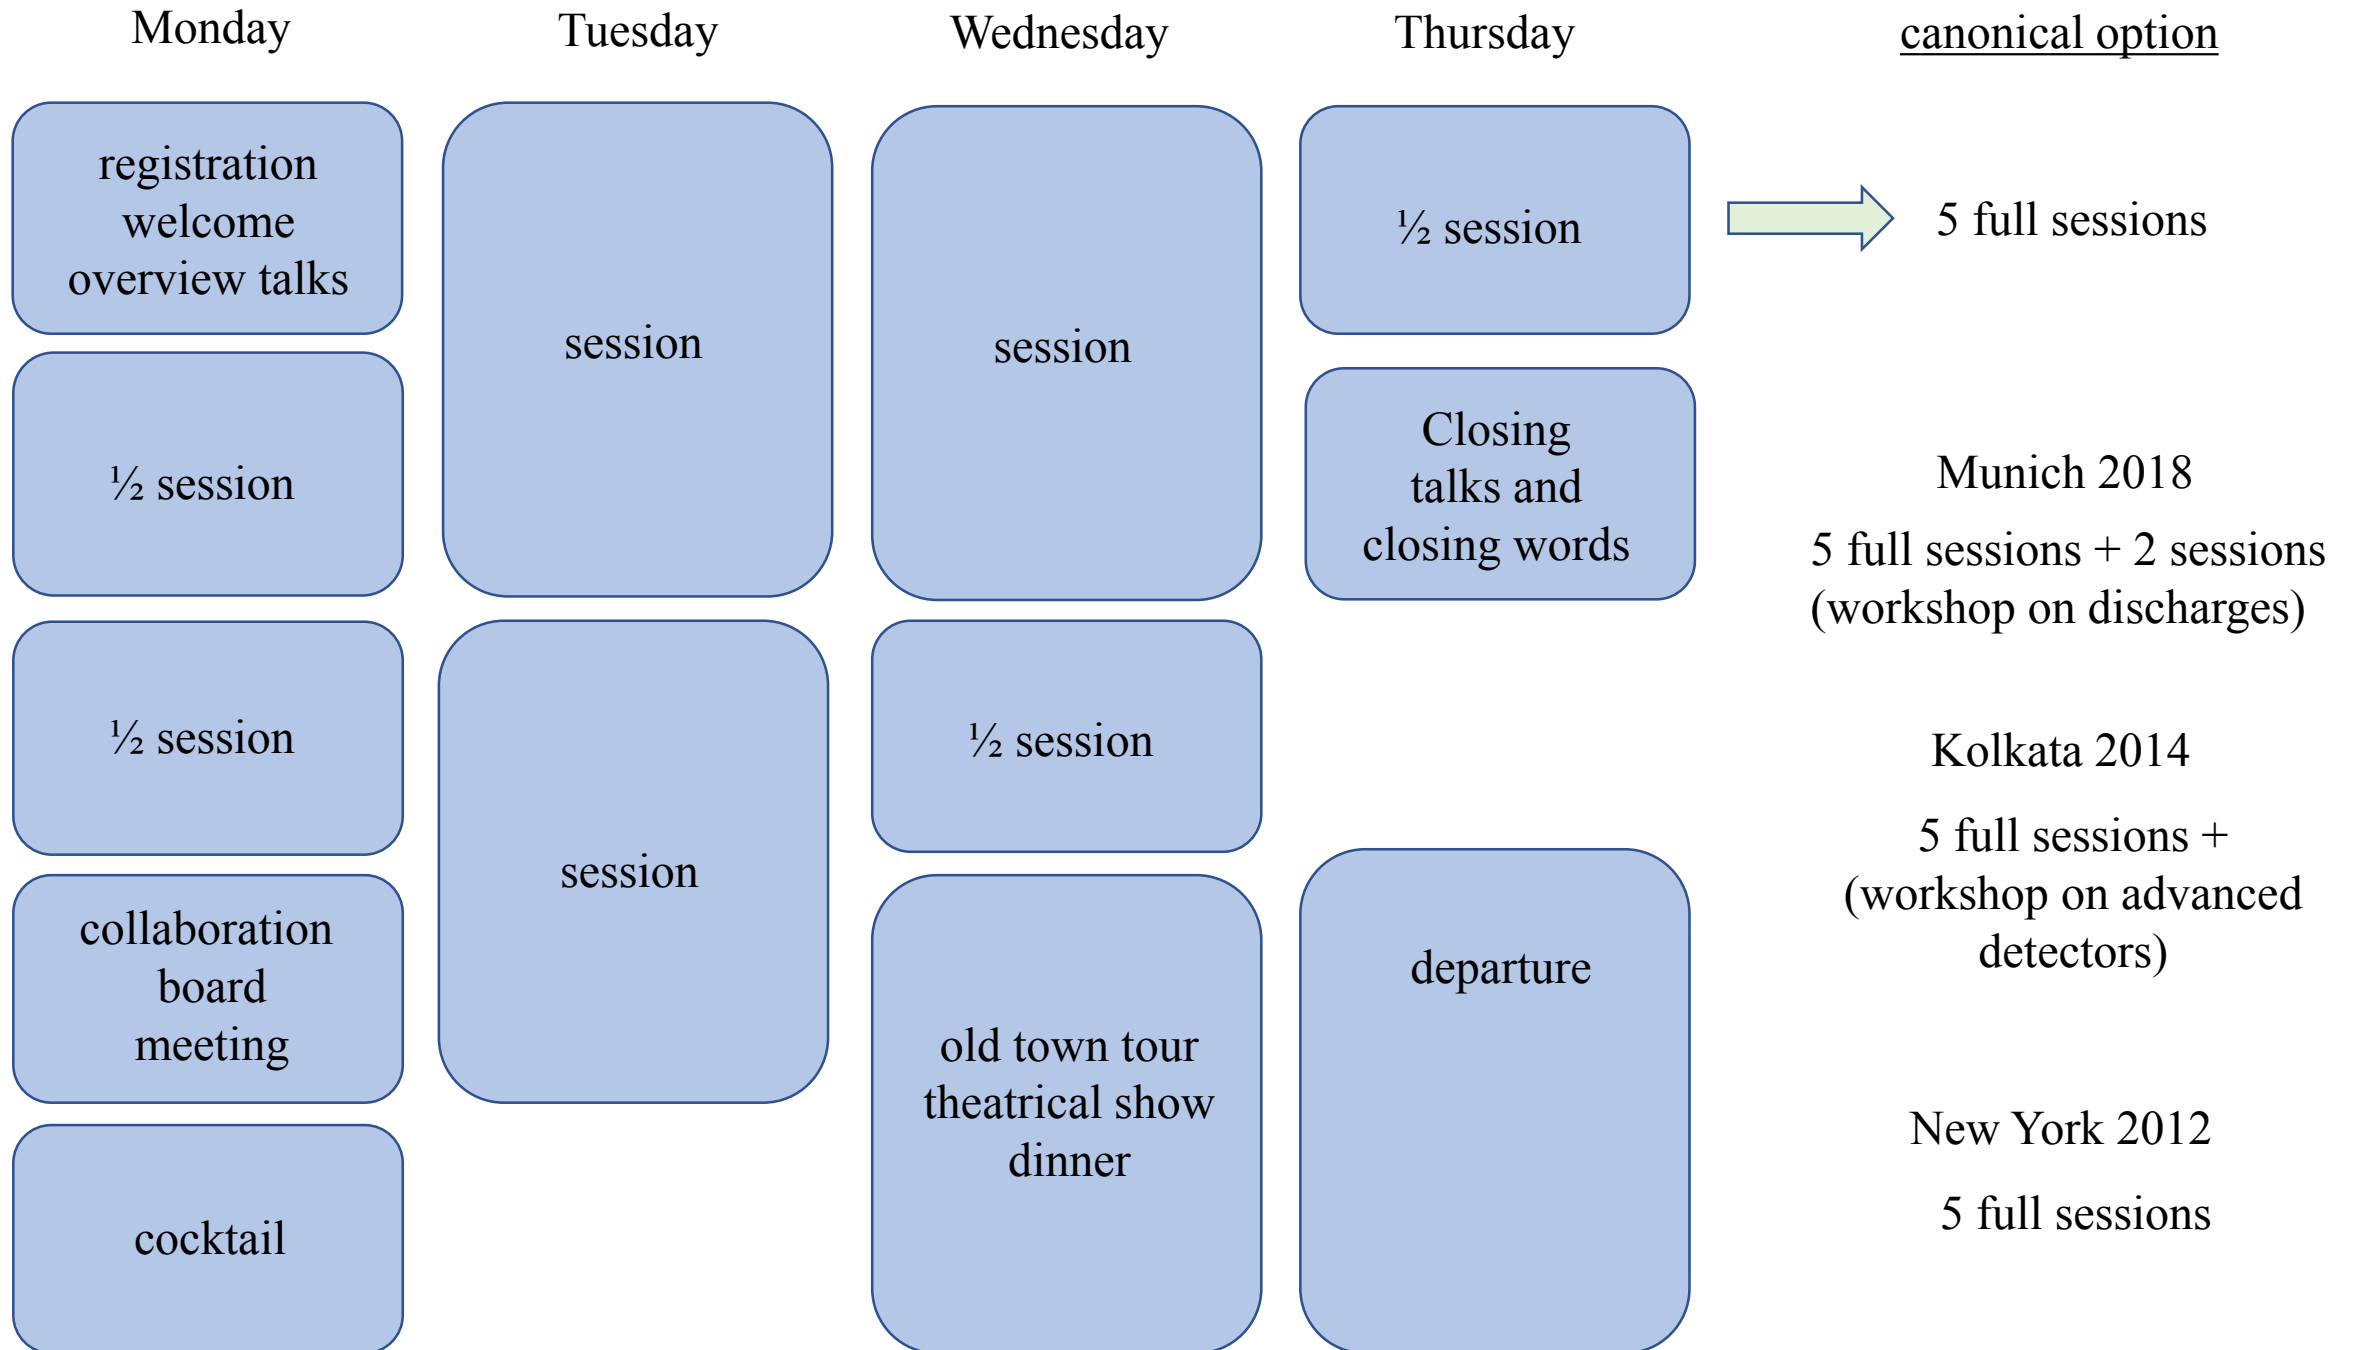 Monday
registration
welcome
overview talks
½ session
½ session
collaboration
board
meeting
cocktail
Tuesday
session
session
Wednesday
session
½ session
old town tour
theatrical show
dinner
Thursday
½ session
Closing
talks and
closing words
departure
canonical option
5 full sessions
Munich 2018
5 full sessions + 2 sessions
(workshop on discharges)
Kolkata 2014
5 full sessions +
(workshop on advanced
detectors)
New York 2012
5 full sessions